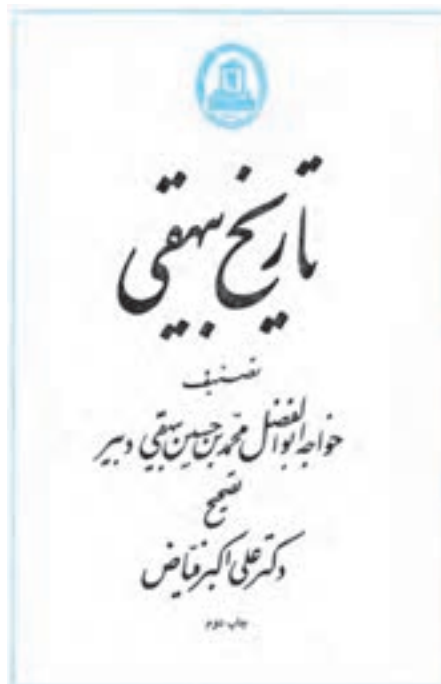 تاریخ بیهقی
تصنیف
خواجه ابوالفضل محمد بن حسین بیهقی دبیر
تصحیح
دکتر علی اکبر فیاض
چاپ دوم